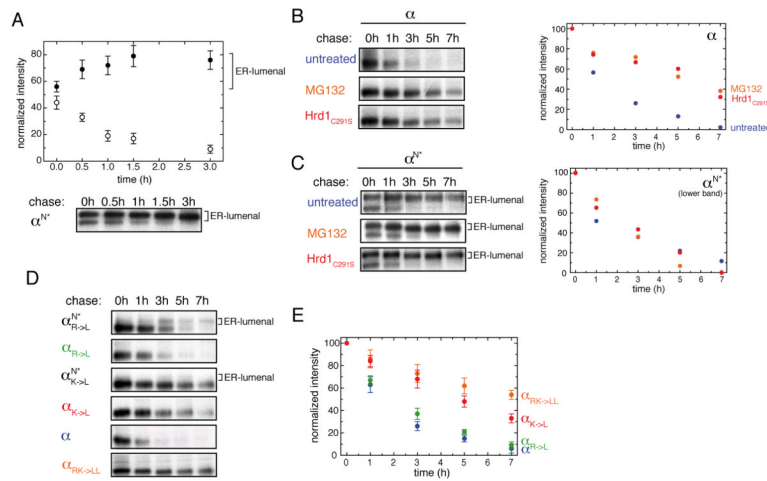 A
normalized intensity
80
60
40
20
0
0.0 0.5 1.0 1.5 2.0 2.5 3.0
time (h)
ER-lumenal
chase: 0h 0.5h 1h 1.5h 3h
αN*
ER-lumenal
B
α
chase: 0h 1h 3h 5h 7h
untreated
MG132
Hrd1C291S
normalized intensity
100
80
60
40
20
0
0 1 2 3 4 5 6 7
time (h)
α
MG132
Hrd1C291S
untreated
C
αN*
chase: 0h 1h 3h 5h 7h
untreated
ER-lumenal
MG132
ER-lumenal
Hrd1C291S
ER-lumenal
normalized intensity
100
80
60
40
20
0
0 1 2 3 4 5 6 7
time (h)
αN*
(lower band)
D
chase: 0h 1h 3h 5h 7h
αN*R->L
ER-lumenal
αR->L
αN*K->L
ER-lumenal
αK->L
α
αRK->LL
E
normalized intensity
100
80
60
40
20
0
0 1 2 3 4 5 6 7
time (h)
αRK->LL
αK->L
αR->L
α